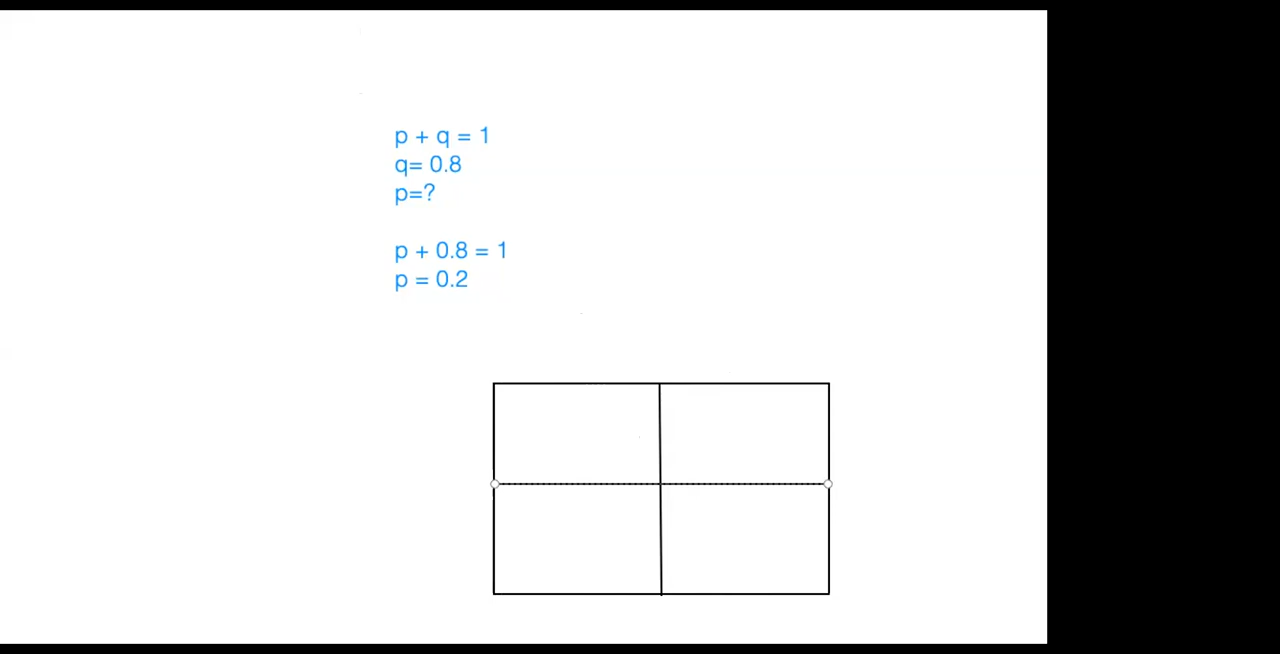 p + q = 1
q= 0.8
p=?
p + 0.8 = 1
p = 0.2